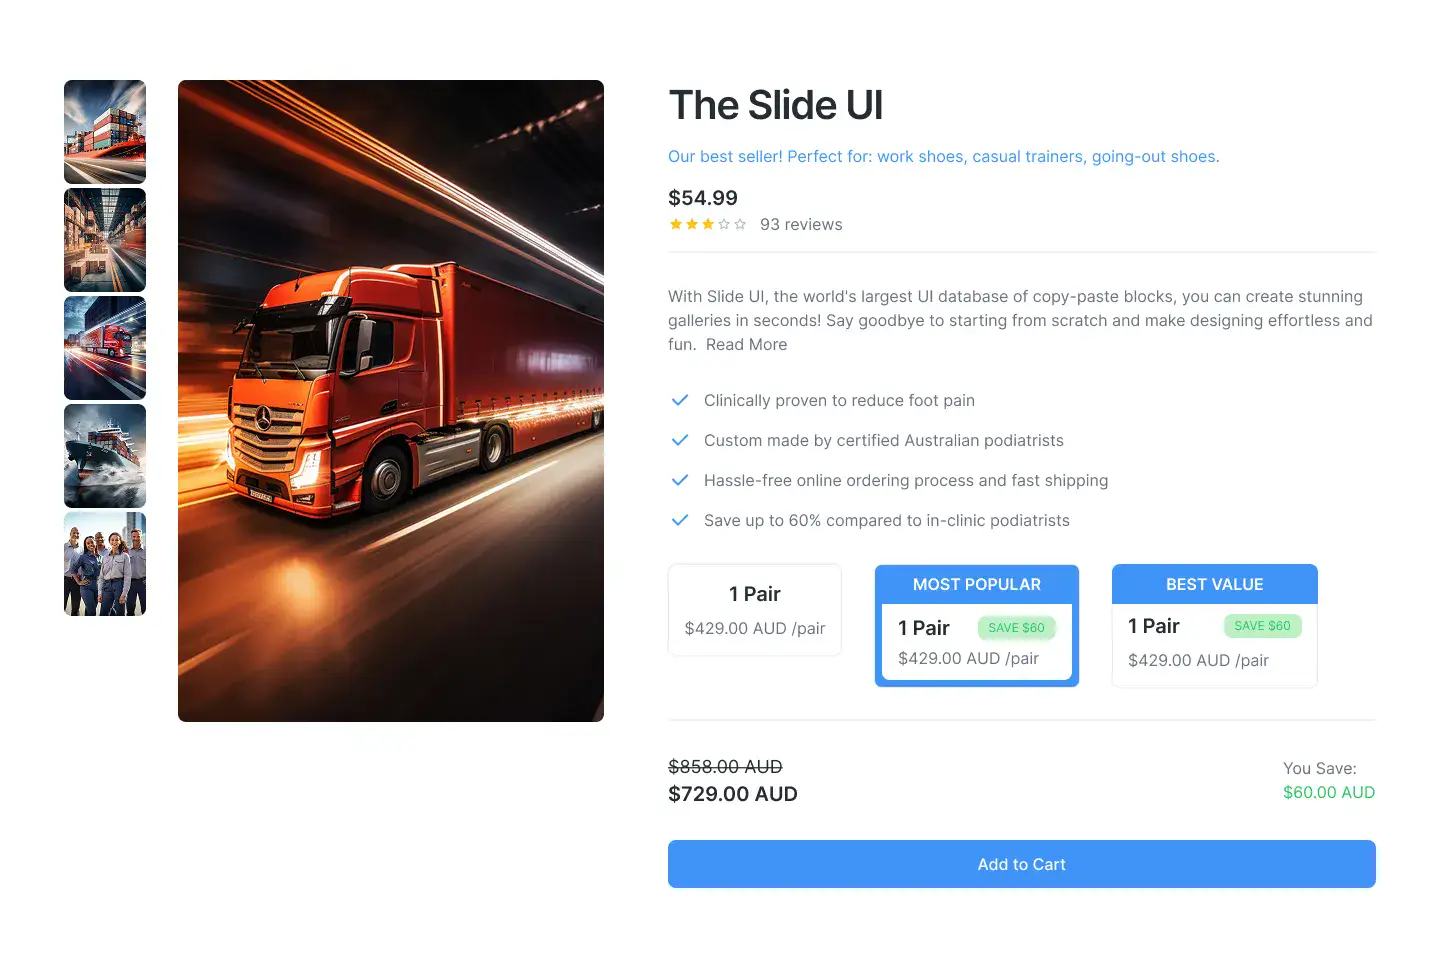 The Slide UI
Our best seller! Perfect for: work shoes, casual trainers, going-out shoes.
$54.99
93 reviews
With Slide UI, the world's largest UI database of copy-paste blocks, you can create stunning
galleries in seconds! Say goodbye to starting from scratch and make designing effortless and
fun. Read More
Clinically proven to reduce foot pain
Custom made by certified Australian podiatrists
Hassle-free online ordering process and fast shipping
Save up to 60% compared to in-clinic podiatrists
1 Pair
$429.00 AUD /pair
MOST POPULAR
1 Pair SAVE $60
$429.00 AUD /pair
BEST VALUE
1 Pair SAVE $60
$429.00 AUD /pair
$858.00 AUD
$729.00 AUD
You Save:
$60.00 AUD
Add to Cart